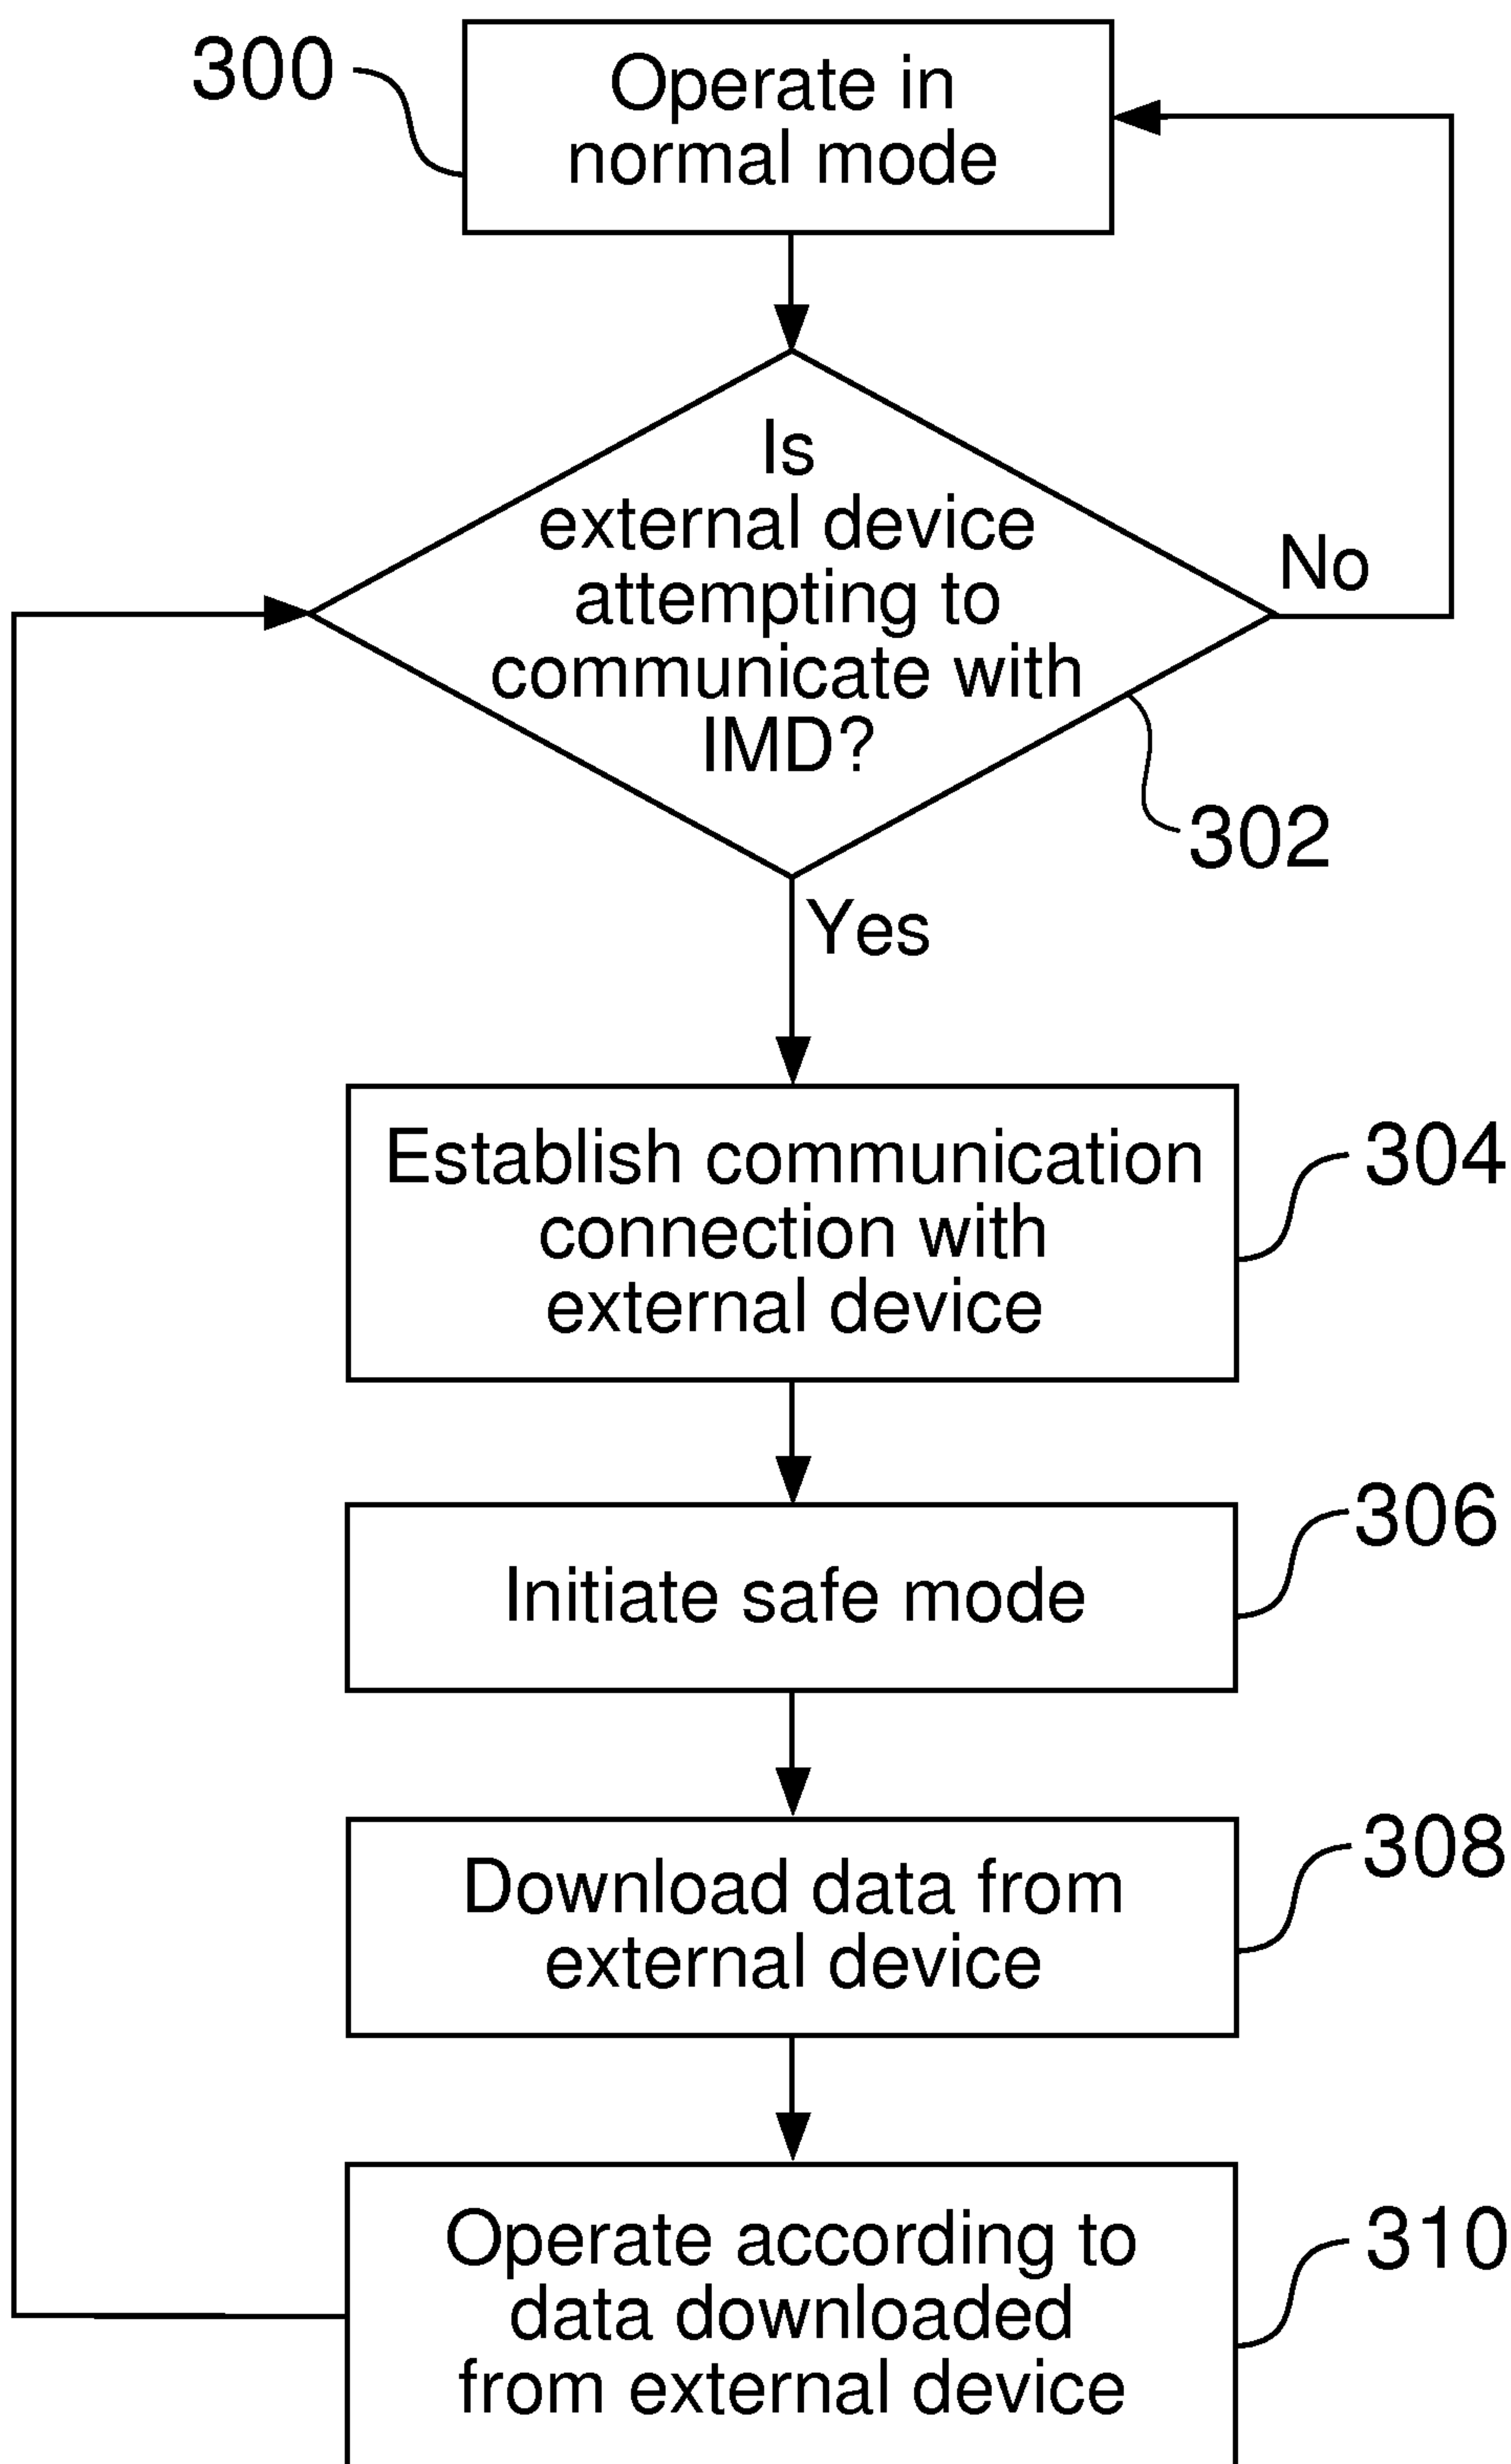 300
Operate in
normal mode
Is
external device
attempting to
communicate with
IMD?
No
302
Yes
Establish communication
connection with
external device
304
Initiate safe mode
306
Download data from
external device
308
Operate according to
data downloaded
from external device
310